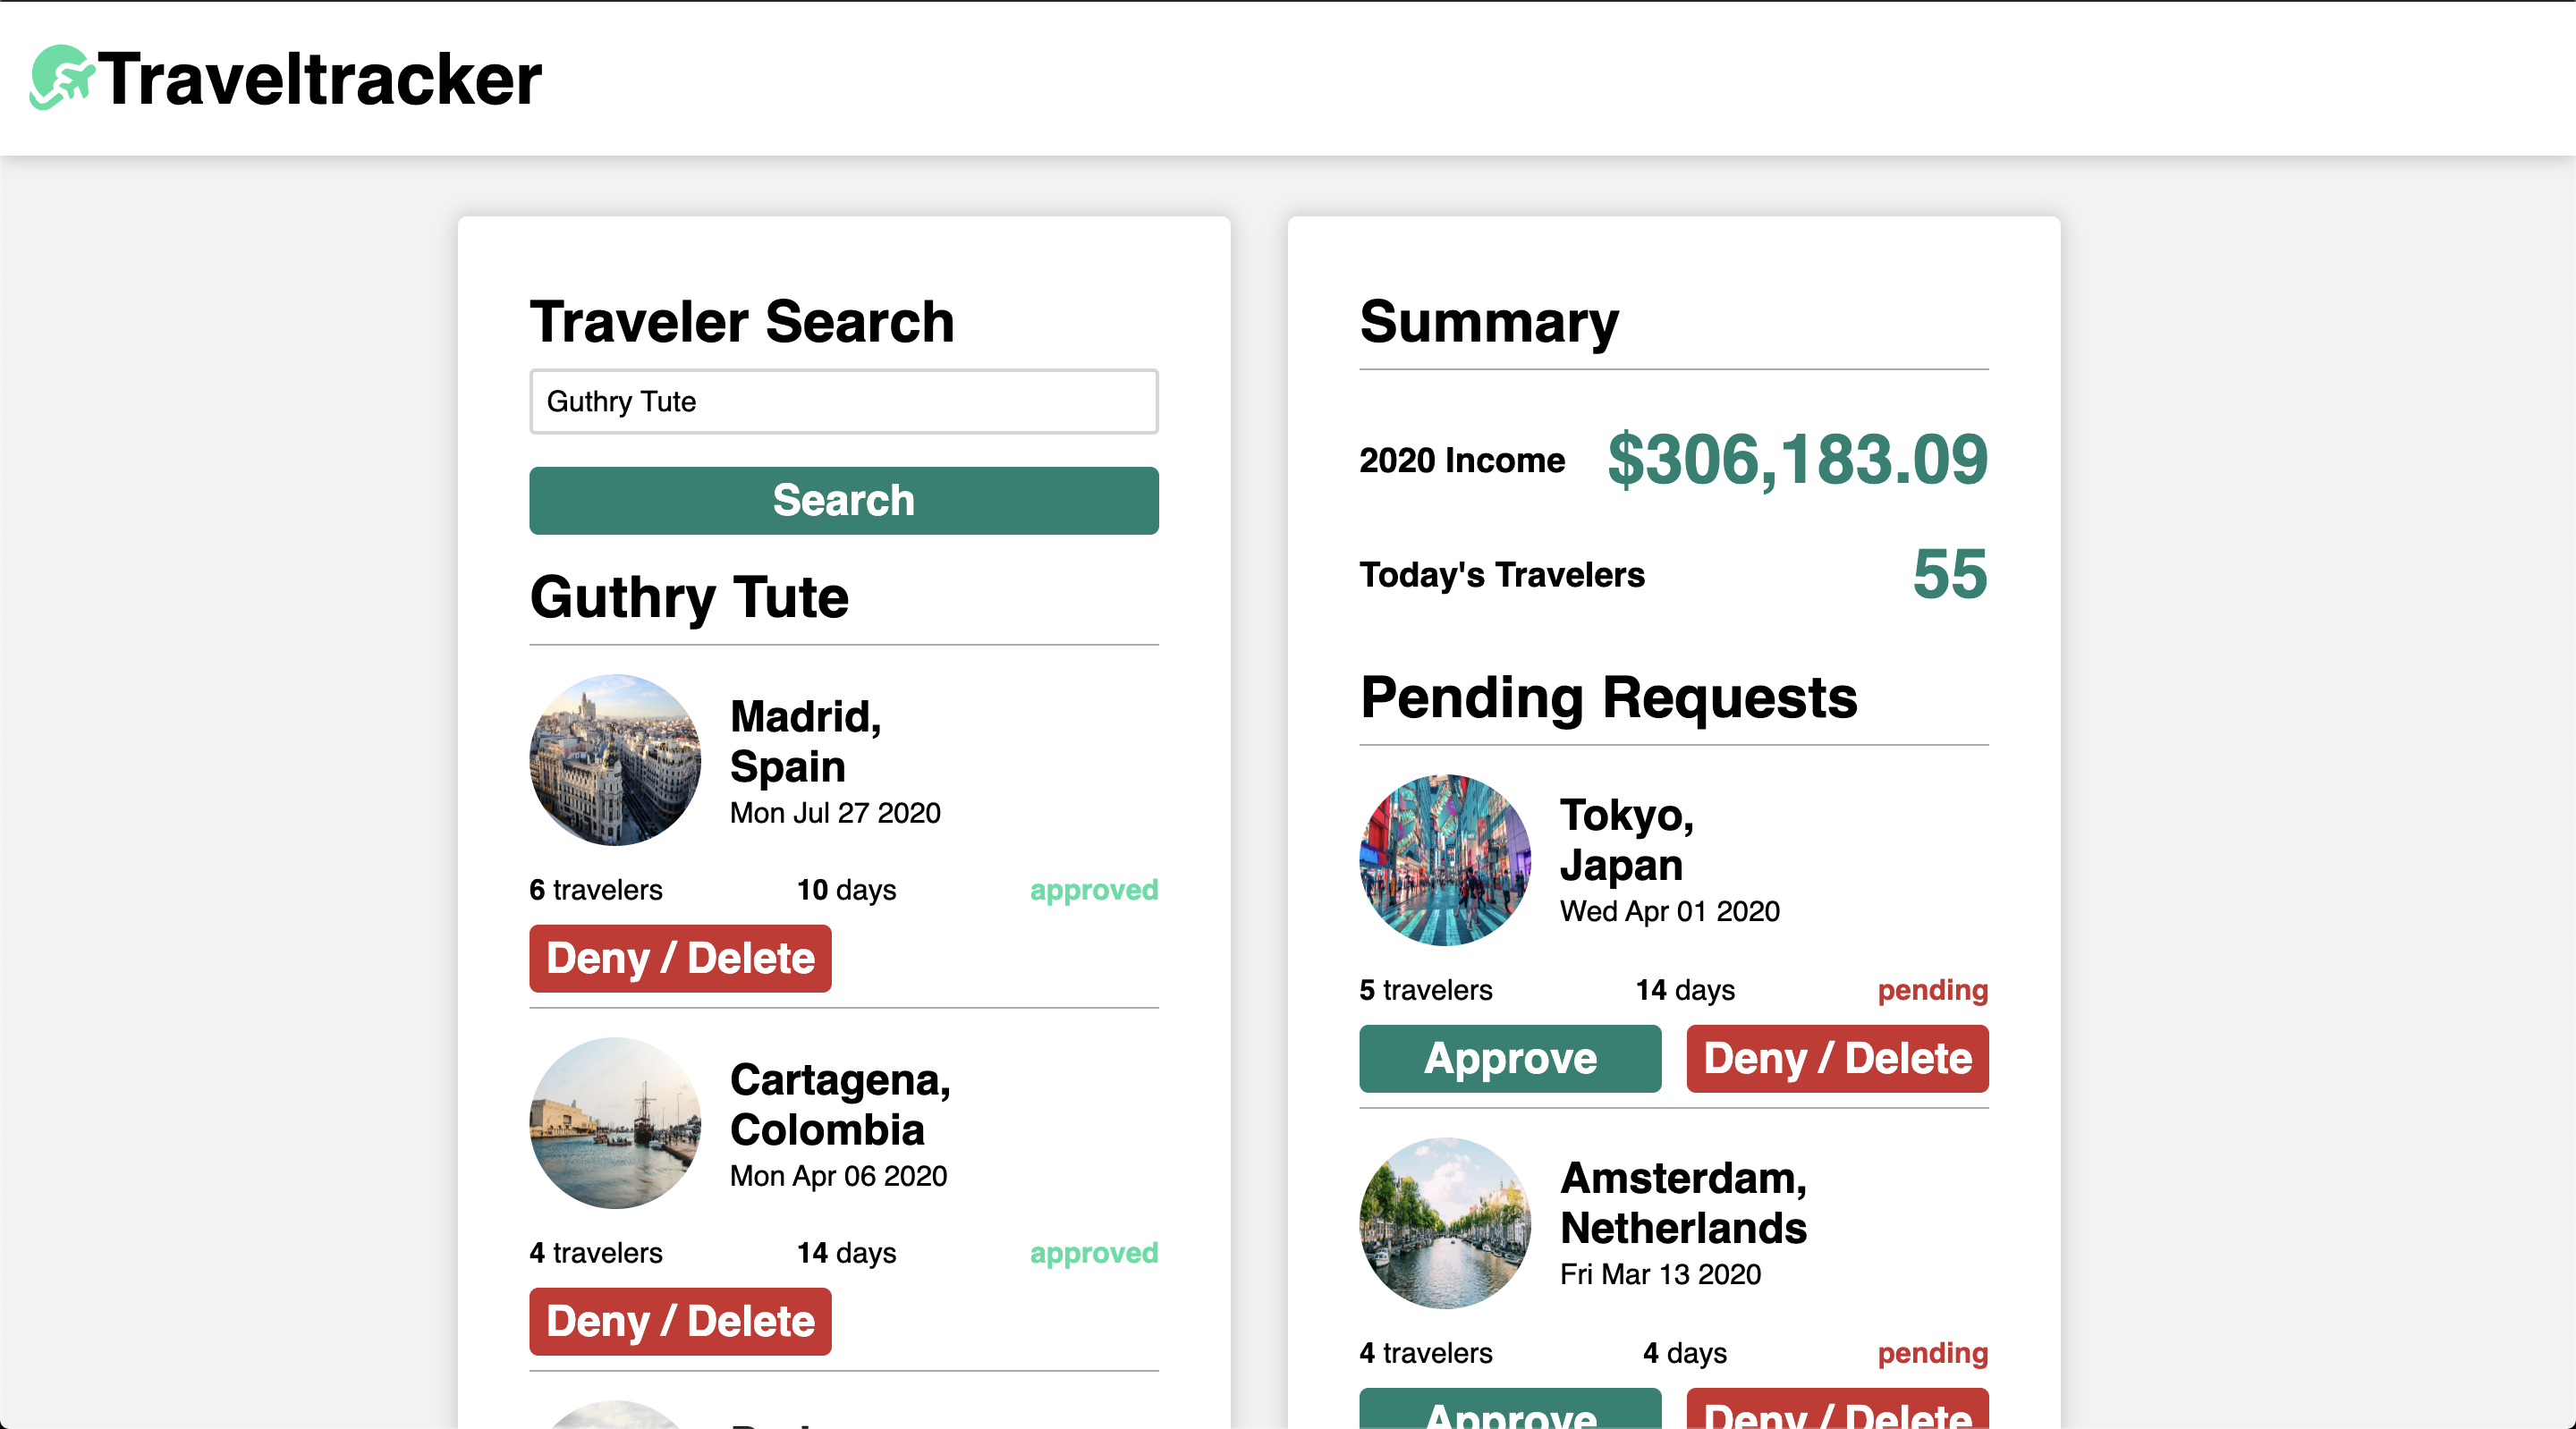 Traveltracker
Traveler Search
Guthry Tute
Search
Guthry Tute
Madrid,
Spain
Mon Jul 27 2020
6 travelers 10 days approved
Deny / Delete
Cartagena,
Colombia
Mon Apr 06 2020
4 travelers 14 days approved
Deny / Delete
Summary
2020 Income $306,183.09
Today's Travelers 55
Pending Requests
Tokyo,
Japan
Wed Apr 01 2020
5 travelers 14 days pending
Approve Deny / Delete
Amsterdam,
Netherlands
Fri Mar 13 2020
4 travelers 4 days pending
Approve Deny / Delete